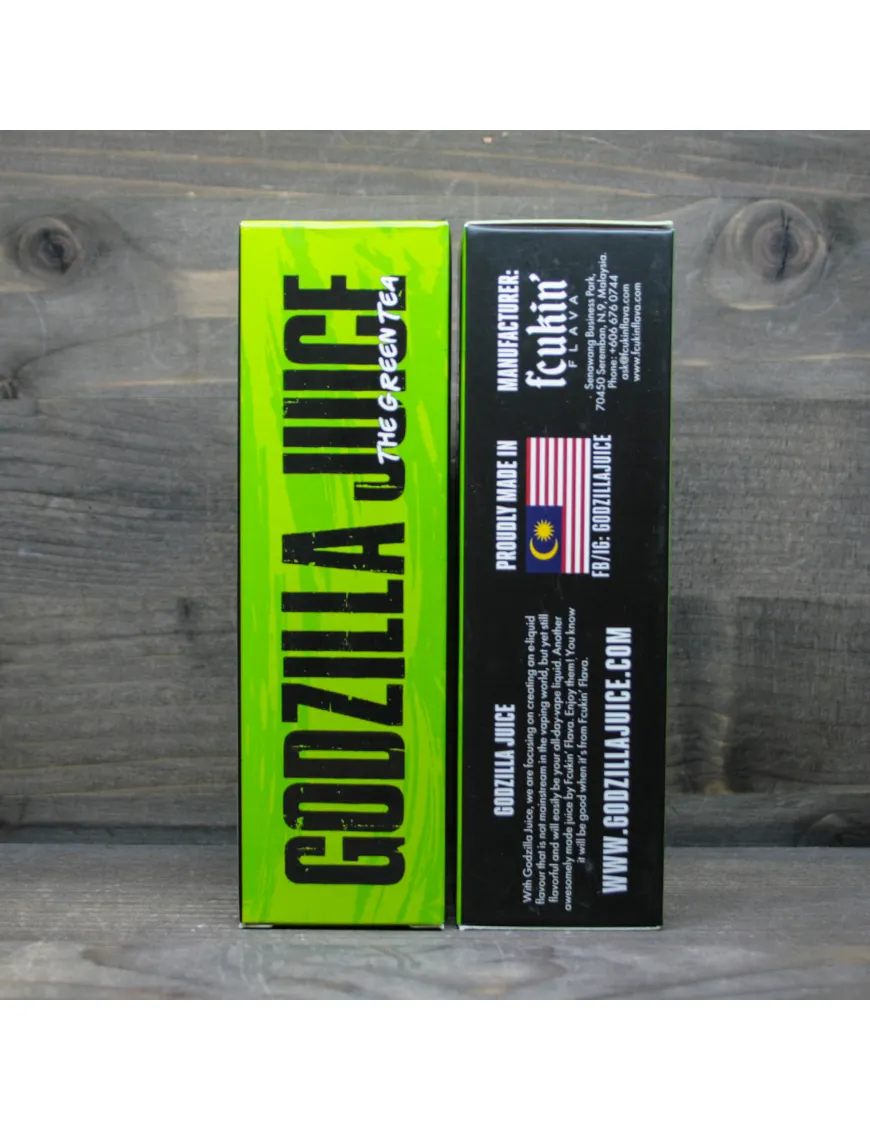 GODZILLA JUICE
THE GREEN TEA
GODZILLA JUICE
With Godzilla Juice, we are focusing on creating an e-liquid
flavour that is not mainstream in the vaping world, but yet still
flavorful and will easily be your all-day-vape liquid. Another
awesomely made juice by Fcukin' Flava. Enjoy them! You know
it will be good when it's from Fcukin' Flava.
WWW.GODZILLAJUICE.COM
PROUDLY MADE IN
FB/IG: GODZILLAJUICE
MANUFACTURER:
fcukin'
FLAVA
Senawang Business Park,
70450 Seremban, N.9, Malaysia.
Phone: +606 676 0744
ask@fcukinflava.com
www.fcukinflava.com